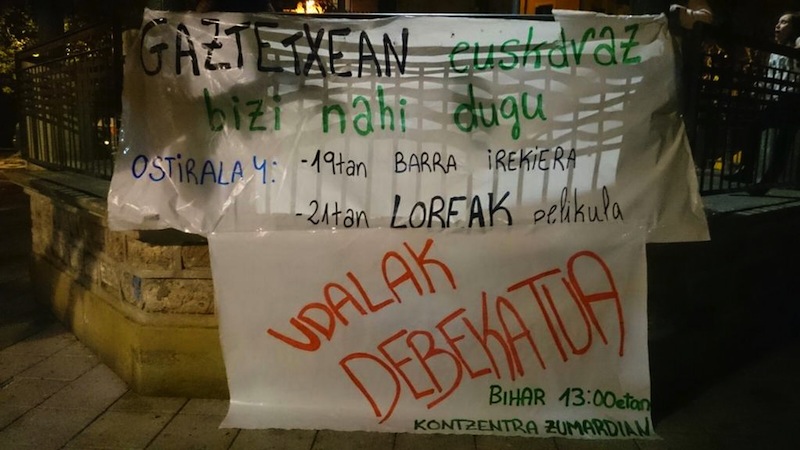 GAZTETXEAN euskaraz
bizi nahi dugu
OSTIRALA 4: -19tan BARRA iREKiERA
-21tan LOREAK pelikula
UDALAK
DEBEKATUA
BIHAR 13:00etan
KONTZENTRA ZUMARDIAN